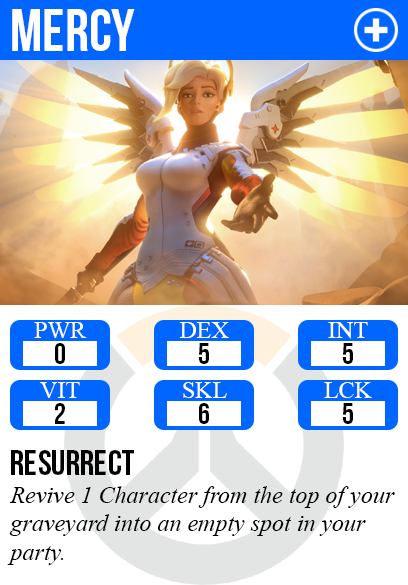 MERCY
PWR DEX INT
0 5 5
VIT SKL LCK
2 6 5
RESURRECT
Revive 1 Character from the top of your
graveyard into an empty spot in your
party.